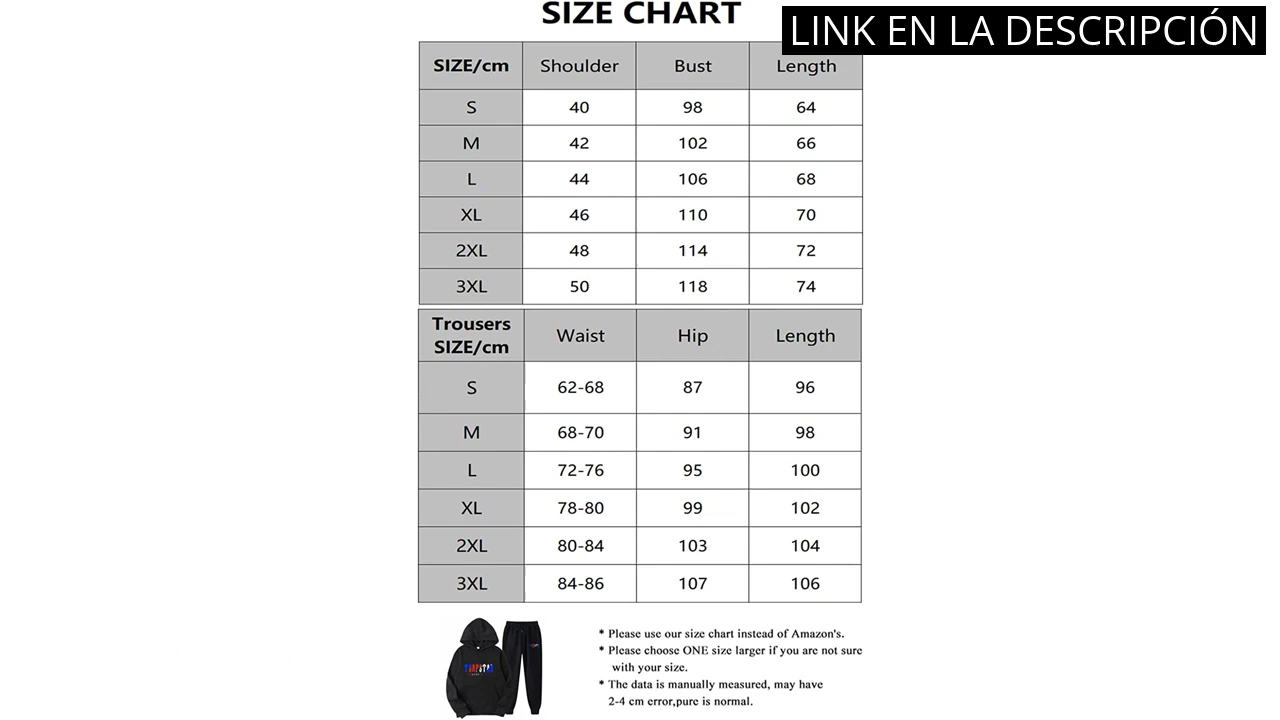 SIZE CHART
LINK EN LA DESCRIPCIÓN
SIZE/cm Shoulder Bust Length
S 40 98 64
M 42 102 66
L 44 106 68
XL 46 110 70
2XL 48 114 72
3XL 50 118 74
Trousers
SIZE/cm Waist Hip Length
S 62-68 87 96
M 68-70 91 98
L 72-76 95 100
XL 78-80 99 102
2XL 80-84 103 104
3XL 84-86 107 106
TRAPSTAR
* Please use our size chart instead of Amazon's.
* Please choose ONE size larger if you are not sure
with your size.
* The data is manually measured, may have
2-4 cm error,pure is normal.